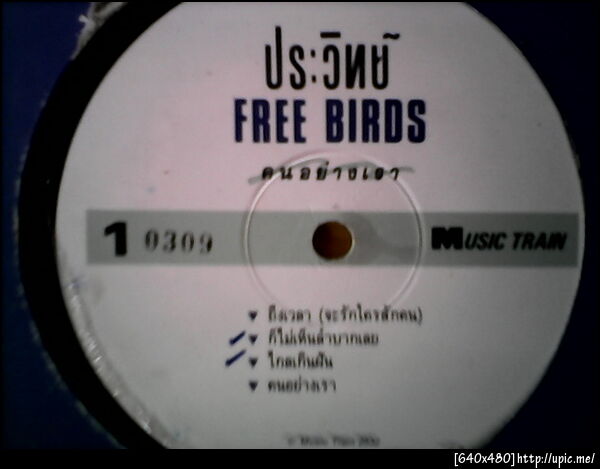 ประวิทย์
FREE BIRDS
คนอย่างเขา
1 0309 MUSIC TRAIN
ถึงเวลา (จะรักใครสักคน)
ก็ไม่เห็นลำบากเลย
ไกลเกินฝัน
คนอย่างเรา
Music Train
[640x480]http://upic.me/